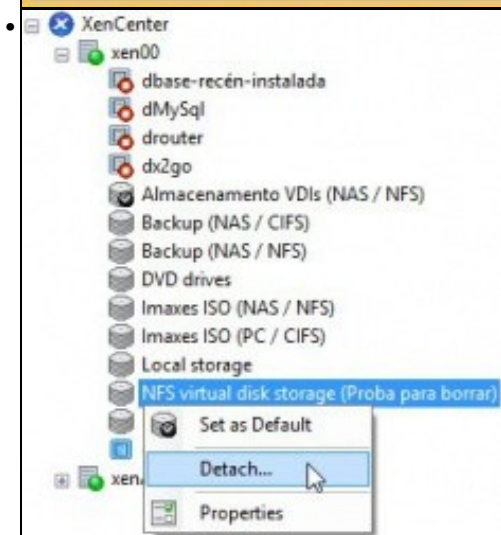 XenCenter
xen00
dbase-recén-instalada
dMySql
drouter
dx2go
Almacenamento VDIs (NAS / NFS)
Backup (NAS / CIFS)
Backup (NAS / NFS)
DVD drives
Imaxes ISO (NAS / NFS)
Imaxes ISO (PC / CIFS)
Local storage
NFS virtual disk storage (Proba para borrar)
Set as Default
Detach...
Properties